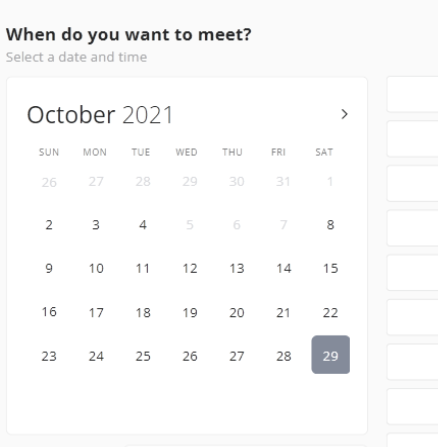 When do you want to meet?
Select a date and time
October 2021 >
SUN MON TUE WED THU FRI SAT
26 27 28 29 30 31 1
2 3 4 5 6 7 8
9 10 11 12 13 14 15
16 17 18 19 20 21 22
23 24 25 26 27 28 29